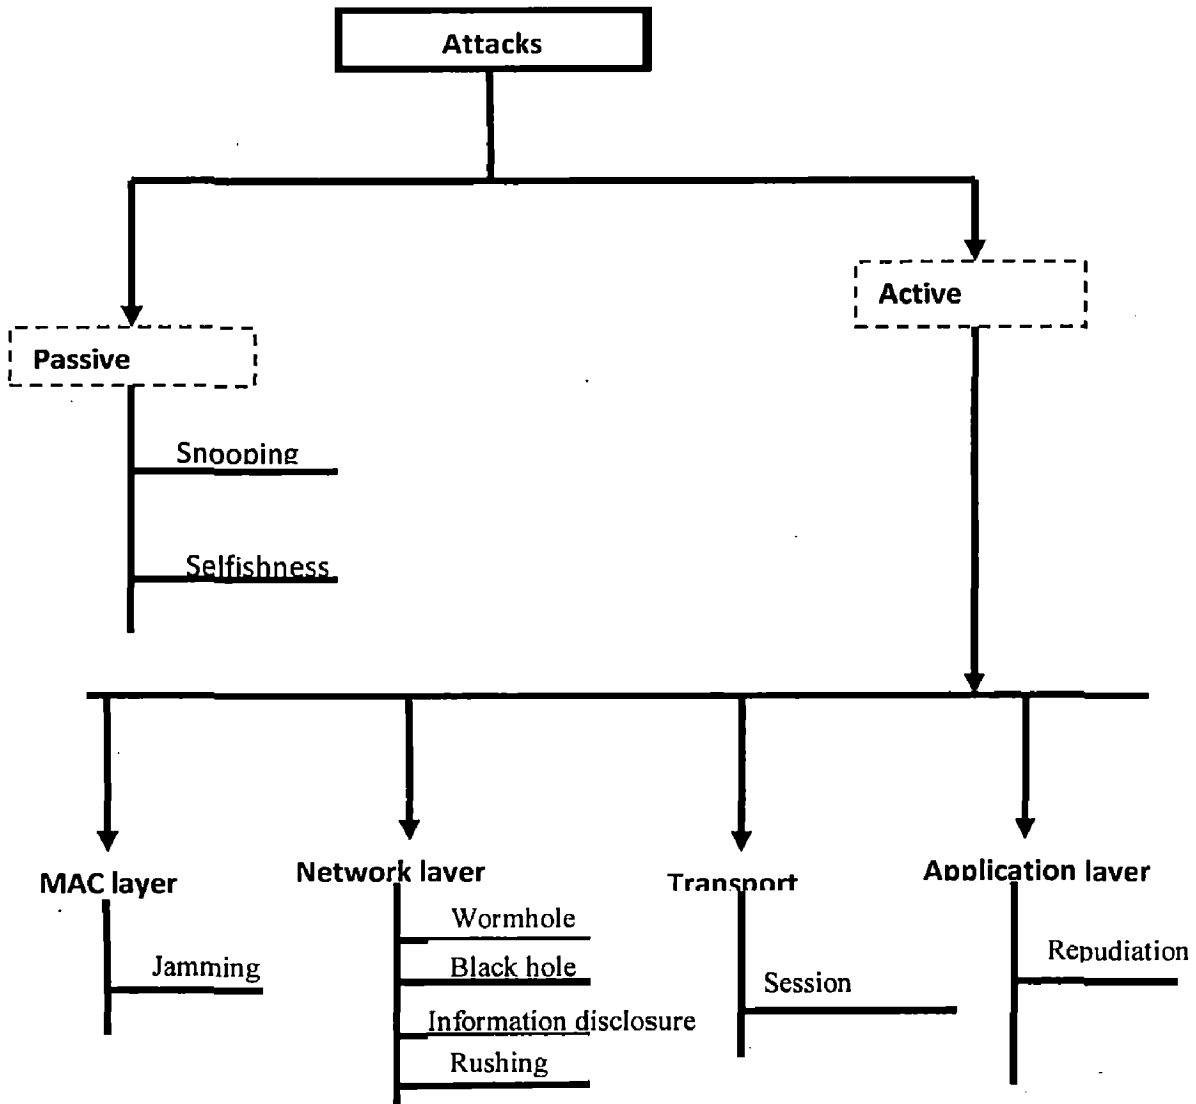 Attacks
Active
Passive
Snooping
Selfishness
MAC layer
Network layer
Transport
Application layer
Wormhole
Jamming
Black hole
Session
Repudiation
Information disclosure
Rushing